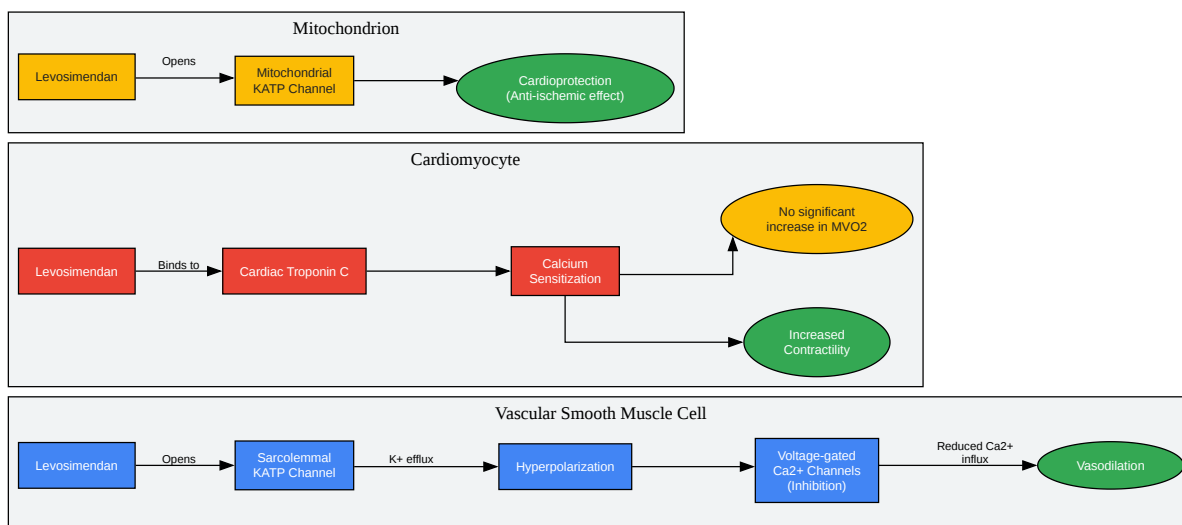 Mitochondrion
Levosimendan
Opens
Mitochondrial
KATP Channel
Cardioprotection
(Anti-ischemic effect)
Cardiomyocyte
Levosimendan
Binds to
Cardiac Troponin C
Calcium
Sensitization
No significant
increase in MVO2
Increased
Contractility
Vascular Smooth Muscle Cell
Levosimendan
Opens
Sarcolemmal
KATP Channel
K+ efflux
Hyperpolarization
Voltage-gated
Ca2+ Channels
(Inhibition)
Reduced Ca2+
influx
Vasodilation